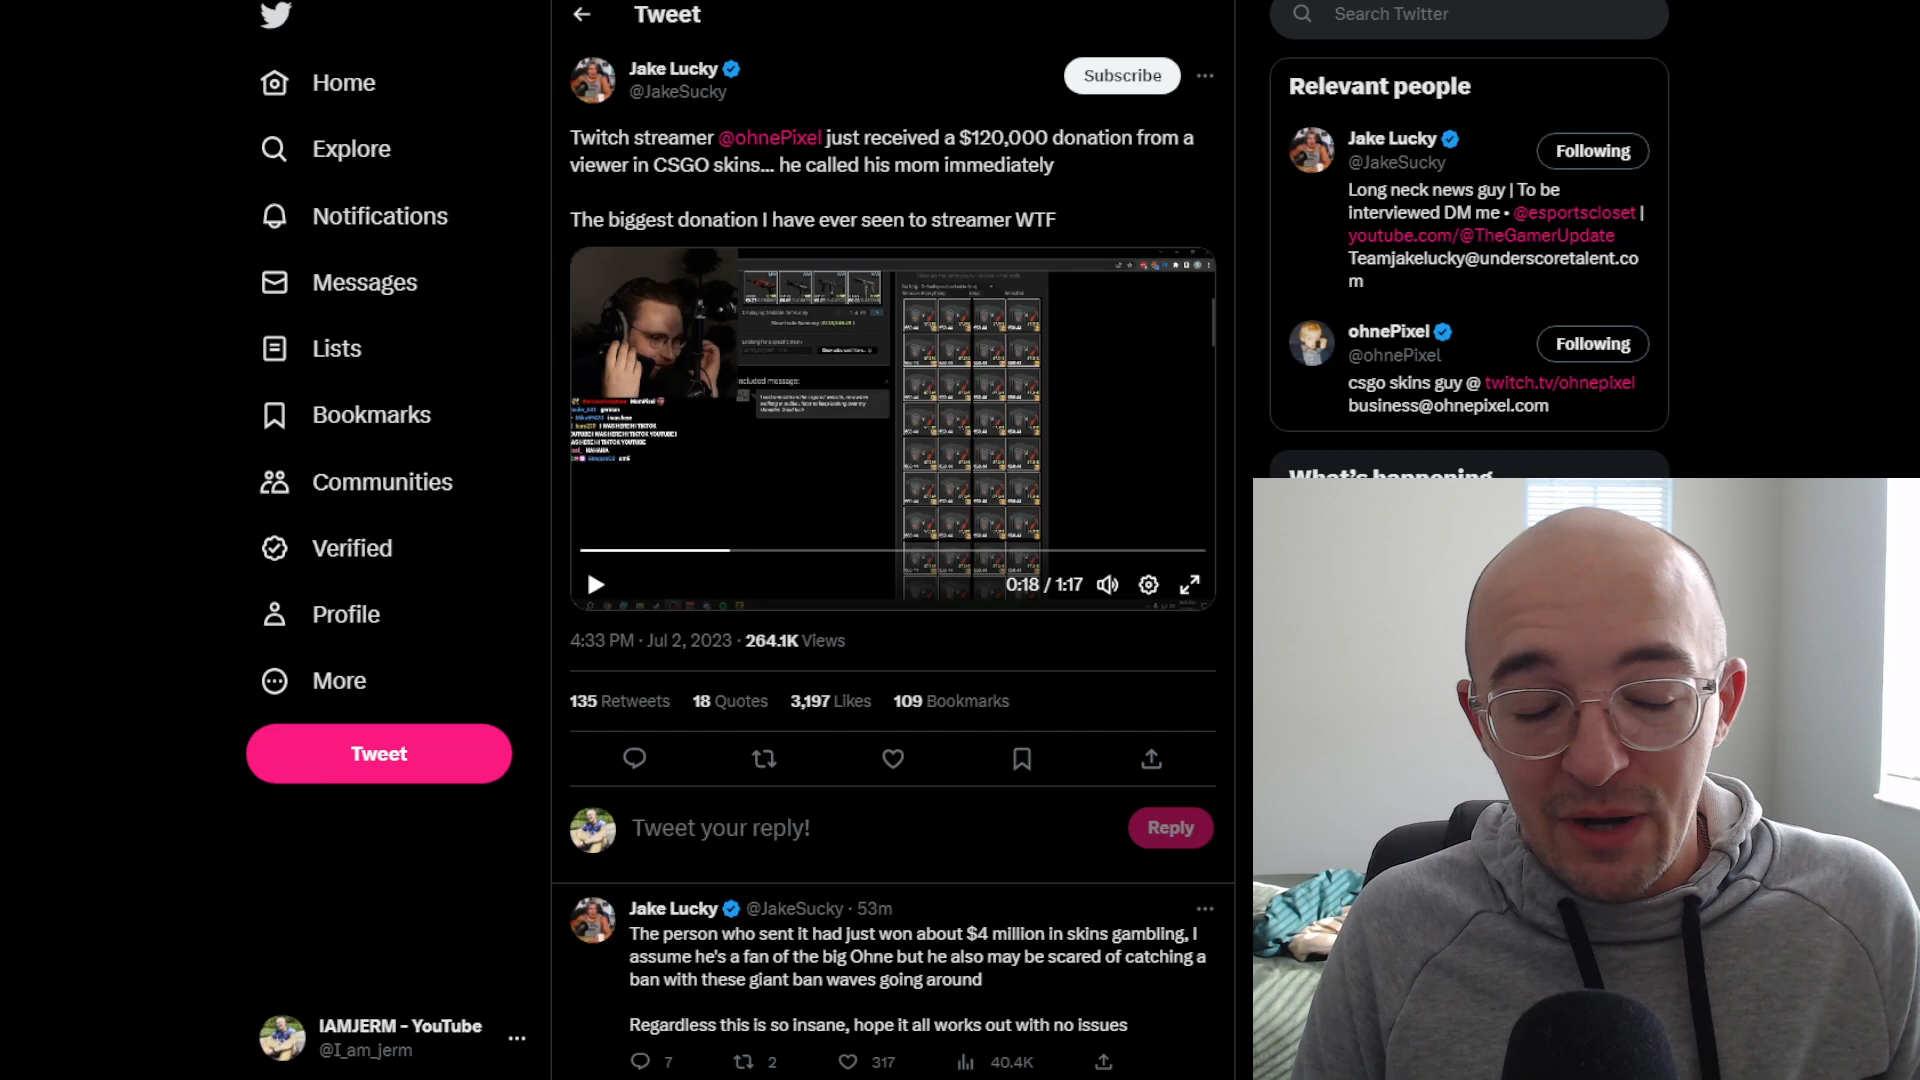 Home
Explore
Notifications
Messages
Lists
Bookmarks
Communities
Verified
Profile
More
Tweet
IAMJERM - YouTube
@I_am_jerm
Tweet
Jake Lucky
@JakeSucky
Subscribe
Twitch streamer @ohnePixel just received a $120,000 donation from a
viewer in CSGO skins... he called his mom immediately
The biggest donation I have ever seen to streamer WTF
included message:
0:18 / 1:17
4:33 PM · Jul 2, 2023 · 264.1K Views
135 Retweets 18 Quotes 3,197 Likes 109 Bookmarks
Tweet your reply!
Reply
Jake Lucky @JakeSucky · 53m
The person who sent it had just won about $4 million in skins gambling, I
assume he's a fan of the big Ohne but he also may be scared of catching a
ban with these giant ban waves going around
Regardless this is so insane, hope it all works out with no issues
7 2 317 40.4K
Search Twitter
Relevant people
Jake Lucky
@JakeSucky
Following
Long neck news guy | To be
interviewed DM me • @esportscloset |
youtube.com/@TheGamerUpdate
Teamjakelucky@underscoretalent.co
m
ohnePixel
@ohnePixel
Following
csgo skins guy @ twitch.tv/ohnepixel
business@ohnepixel.com
What's happening